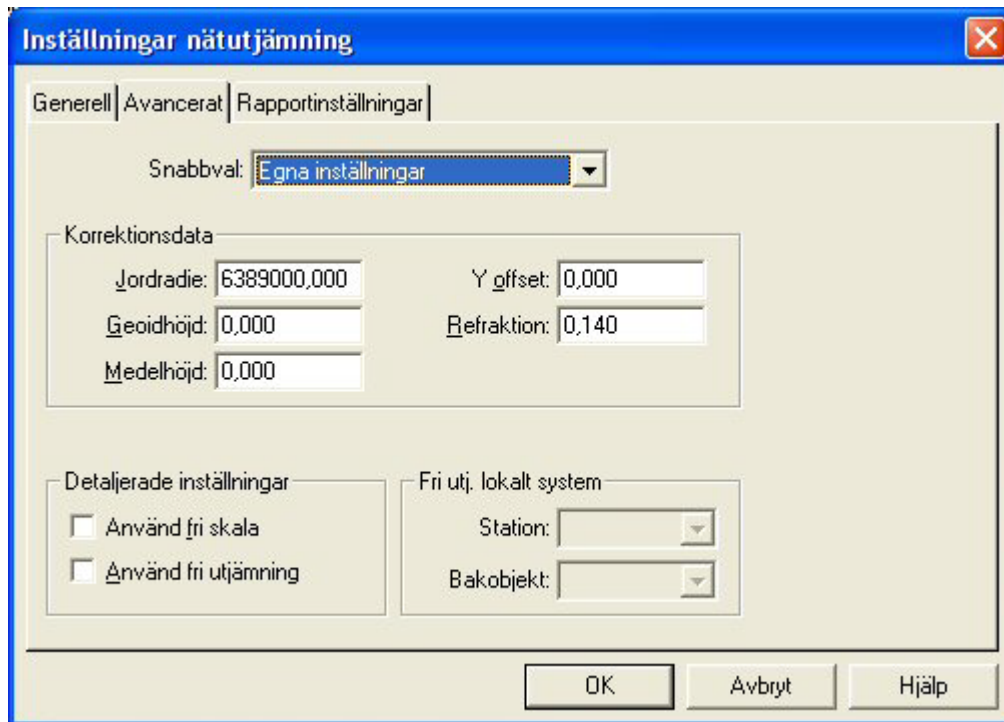 Inställningar nätutjämning
Generell Avancerat Rapportinställningar
Snabbval: Egna inställningar
Korrektionsdata
Jordradie: 6389000,000 Y offset: 0,000
Geoidhöjd: 0,000 Refraktion: 0,140
Medelhöjd: 0,000
Detaljerade inställningar
Använd fri skala
Använd fri utjämning
Fri utj. lokalt system
Station:
Bakobjekt:
OK Avbryt Hjälp